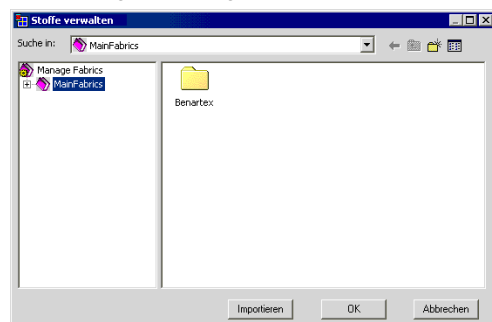 Stoffe verwalten
Suche in: MainFabrics
Manage Fabrics
MainFabrics
Benartex
Importieren OK Abbrechen